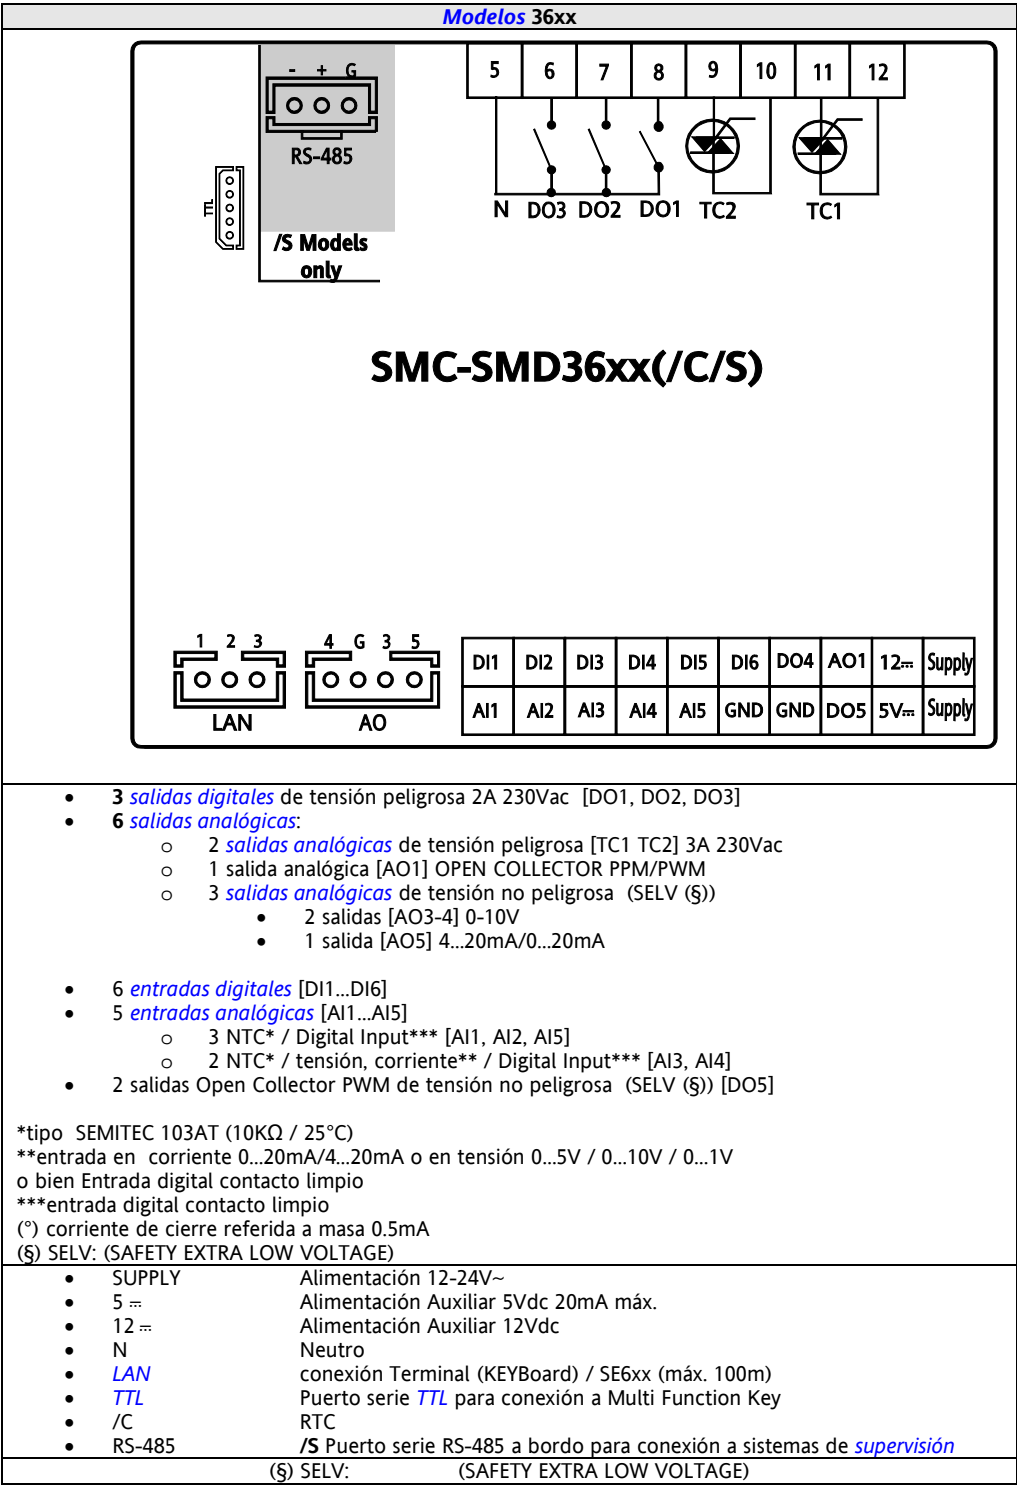 Modelos 36xx
- + G
5 6 7 8 9 10 11 12
RS-485
TTL
N DO3 DO2 DO1 TC2 TC1
/S Models
only
SMC-SMD36xx(/C/S)
1 2 3
4 G 3 5
LAN
AO
DI1 DI2 DI3 DI4 DI5 DI6 DO4 AO1 12⎓ Supply
AI1 AI2 AI3 AI4 AI5 GND GND DO5 5V⎓ Supply
• 3 salidas digitales de tensión peligrosa 2A 230Vac [DO1, DO2, DO3]
• 6 salidas analógicas:
o 2 salidas analógicas de tensión peligrosa [TC1 TC2] 3A 230Vac
o 1 salida analógica [AO1] OPEN COLLECTOR PPM/PWM
o 3 salidas analógicas de tensión no peligrosa (SELV (§))
• 2 salidas [AO3-4] 0-10V
• 1 salida [AO5] 4...20mA/0...20mA
• 6 entradas digitales [DI1...DI6]
• 5 entradas analógicas [AI1...AI5]
o 3 NTC* / Digital Input*** [AI1, AI2, AI5]
o 2 NTC* / tensión, corriente** / Digital Input*** [AI3, AI4]
• 2 salidas Open Collector PWM de tensión no peligrosa (SELV (§)) [DO5]
*tipo SEMITEC 103AT (10KΩ / 25°C)
**entrada en corriente 0...20mA/4...20mA o en tensión 0...5V / 0...10V / 0...1V
o bien Entrada digital contacto limpio
***entrada digital contacto limpio
(°) corriente de cierre referida a masa 0.5mA
(§) SELV: (SAFETY EXTRA LOW VOLTAGE)
• SUPPLY Alimentación 12-24V~
• 5 ⎓ Alimentación Auxiliar 5Vdc 20mA máx.
• 12 ⎓ Alimentación Auxiliar 12Vdc
• N Neutro
• LAN conexión Terminal (KEYBoard) / SE6xx (máx. 100m)
• TTL Puerto serie TTL para conexión a Multi Function Key
• /C RTC
• RS-485 /S Puerto serie RS-485 a bordo para conexión a sistemas de supervisión
(§) SELV: (SAFETY EXTRA LOW VOLTAGE)